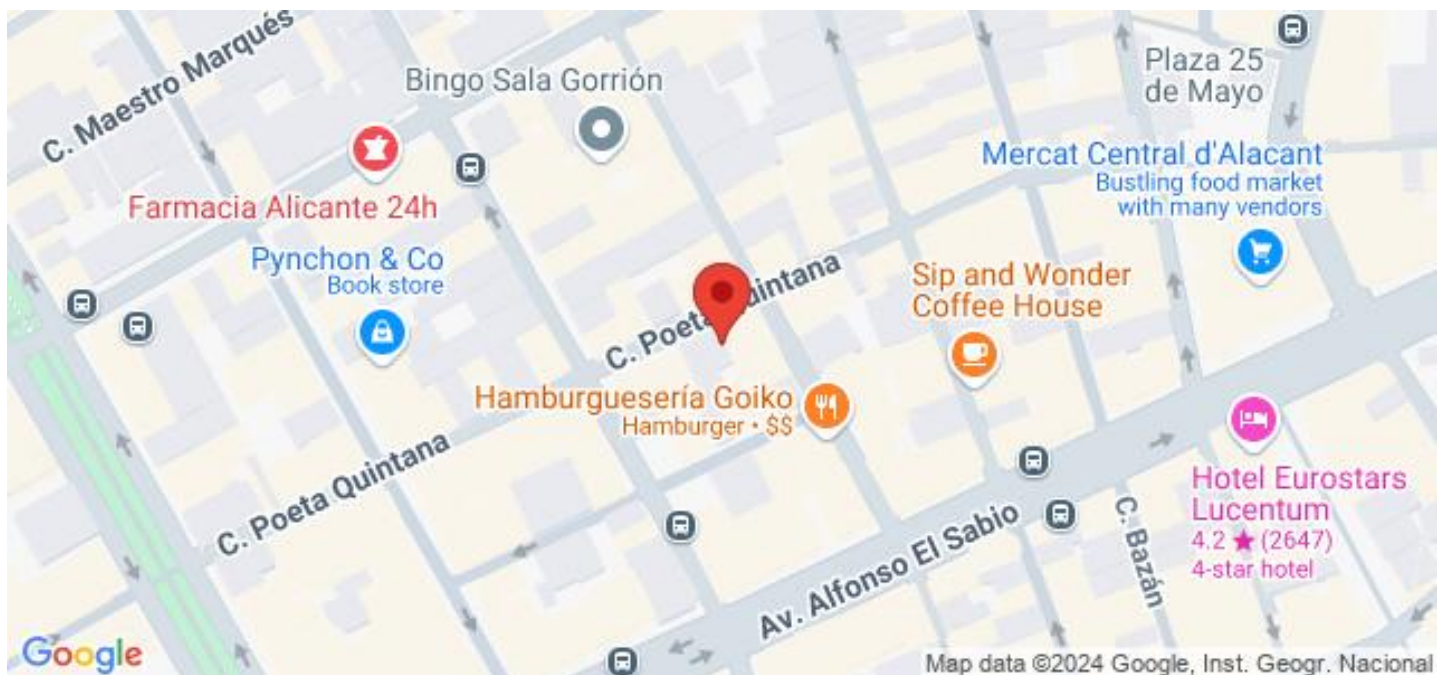 C. Maestro Marqués
Bingo Sala Gorrión
Plaza 25
de Mayo
Mercat Central d'Alacant
Bustling food market
with many vendors
Farmacia Alicante 24h
Pynchon & Co
Book store
C. Poeta Quintana
Sip and Wonder
Coffee House
Hamburguesería Goiko
Hamburger • $$
C. Poeta Quintana
Hotel Eurostars
Lucentum
4.2 ★ (2647)
4-star hotel
C. Bazán
Av. Alfonso El Sabio
Google
Map data ©2024 Google, Inst. Geogr. Nacional